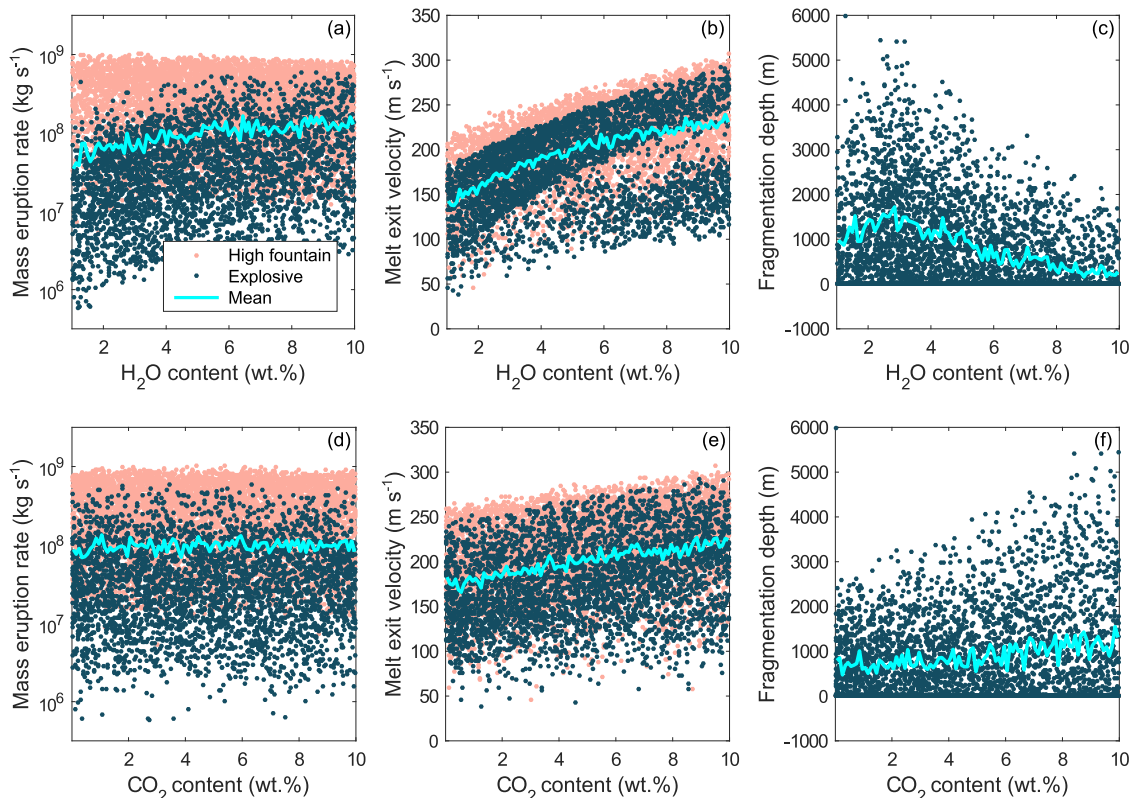 (a)
Mass eruption rate (kg s⁻¹)
10⁹
10⁸
10⁷
10⁶
High fountain
Explosive
Mean
2 4 6 8 10
H₂O content (wt.%)
(b)
Melt exit velocity (m s⁻¹)
350
300
250
200
150
100
50
0
2 4 6 8 10
H₂O content (wt.%)
(c)
Fragmentation depth (m)
6000
5000
4000
3000
2000
1000
0
−1000
2 4 6 8 10
H₂O content (wt.%)
(d)
Mass eruption rate (kg s⁻¹)
10⁹
10⁸
10⁷
10⁶
2 4 6 8 10
CO₂ content (wt.%)
(e)
Melt exit velocity (m s⁻¹)
350
300
250
200
150
100
50
0
2 4 6 8 10
CO₂ content (wt.%)
(f)
Fragmentation depth (m)
6000
5000
4000
3000
2000
1000
0
−1000
2 4 6 8 10
CO₂ content (wt.%)